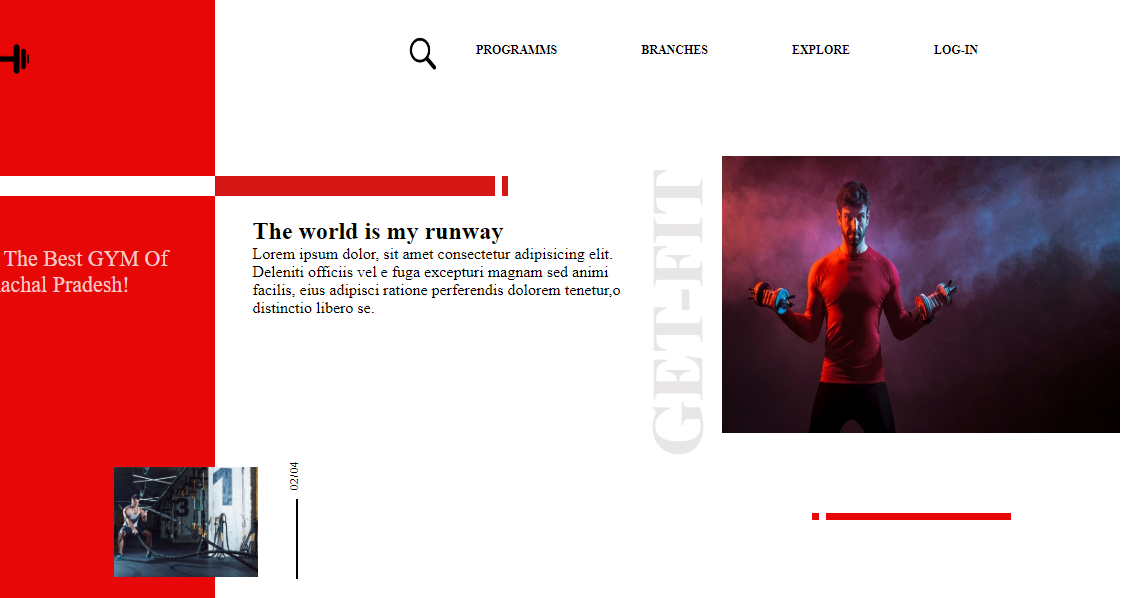 PROGRAMMS BRANCHES EXPLORE LOG-IN
The Best GYM Of
achal Pradesh!
The world is my runway
Lorem ipsum dolor, sit amet consectetur adipisicing elit.
Deleniti officiis vel e fuga excepturi magnam sed animi
facilis, eius adipisci ratione perferendis dolorem tenetur,o
distinctio libero se.
GET-FIT
02/04